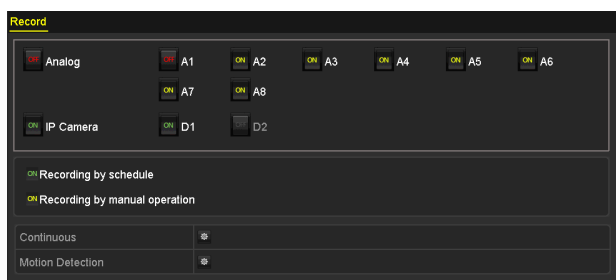 Record
OFF Analog OFF A1 ON A2 ON A3 ON A4 ON A5 ON A6
ON A7 ON A8
ON IP Camera ON D1 OFF D2
ON Recording by schedule
ON Recording by manual operation
Continuous
Motion Detection